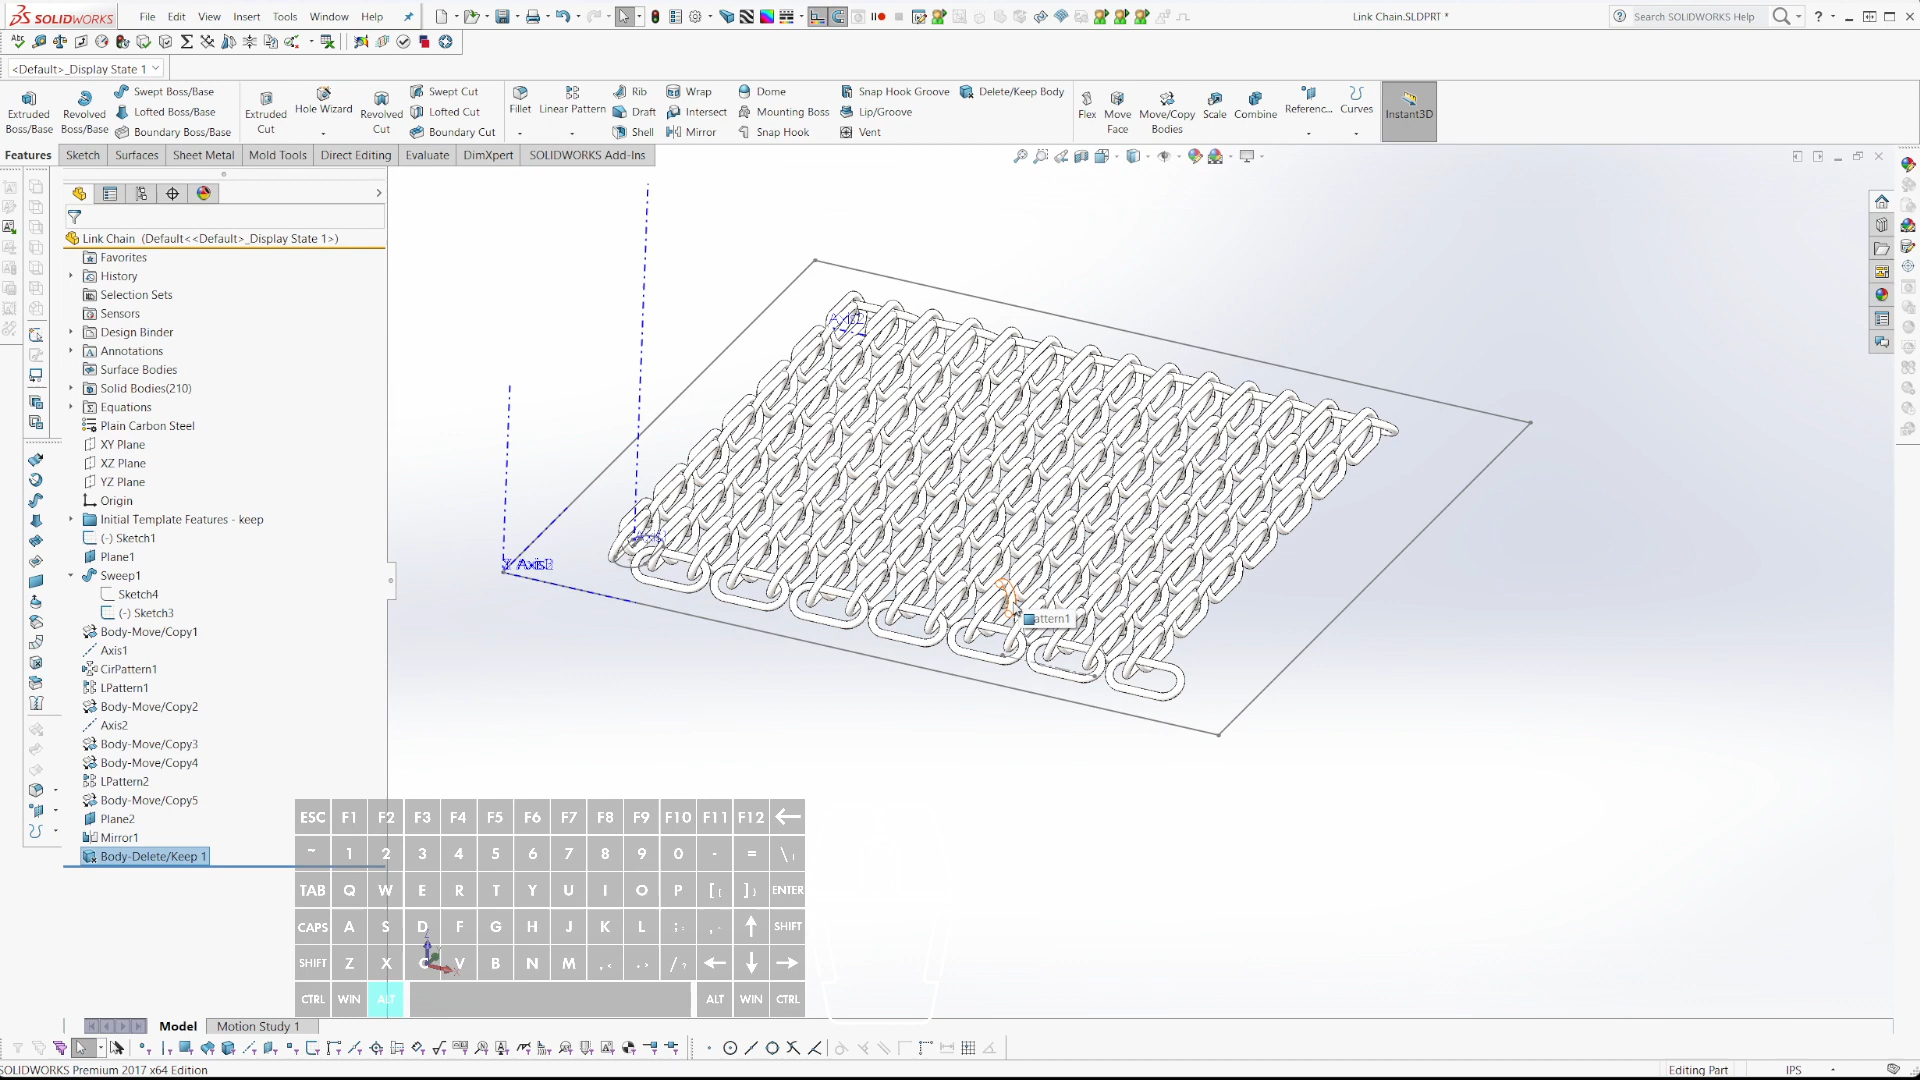 SOLIDWORKS File Edit View Insert Tools Window Help Link Chain.SLDPRT * Search SOLIDWORKS Help
<Default>_Display State 1
Extruded Boss/Base Revolved Boss/Base Swept Boss/Base Lofted Boss/Base Boundary Boss/Base Extruded Cut Hole Wizard Revolved Cut Swept Cut Lofted Cut Boundary Cut Fillet Linear Pattern Rib Draft Shell Wrap Intersect Mirror Dome Mounting Boss Snap Hook Snap Hook Groove Lip/Groove Vent Delete/Keep Body Flex Move Face Move/Copy Bodies Scale Combine Referenc... Curves Instant3D
Features Sketch Surfaces Sheet Metal Mold Tools Direct Editing Evaluate DimXpert SOLIDWORKS Add-Ins
Link Chain (Default<<Default>_Display State 1>)
Favorites
History
Selection Sets
Sensors
Design Binder
Annotations
Surface Bodies
Solid Bodies(210)
Equations
Plain Carbon Steel
XY Plane
XZ Plane
YZ Plane
Origin
Initial Template Features - keep
(-) Sketch1
Plane1
Sweep1
Sketch4
(-) Sketch3
Body-Move/Copy1
Axis1
CirPattern1
LPattern1
Body-Move/Copy2
Axis2
Body-Move/Copy3
Body-Move/Copy4
LPattern2
Body-Move/Copy5
Plane2
Mirror1
Body-Delete/Keep 1
Axis2
attern1
ESC F1 F2 F3 F4 F5 F6 F7 F8 F9 F10 F11 F12
~ 1 2 3 4 5 6 7 8 9 0 - = \
TAB Q W E R T Y U I O P [ ] ENTER
CAPS A S D F G H J K L ; SHIFT
SHIFT Z X C V B N M / ?
CTRL WIN ALT ALT WIN CTRL
Model Motion Study 1
SOLIDWORKS Premium 2017 x64 Edition Editing Part IPS